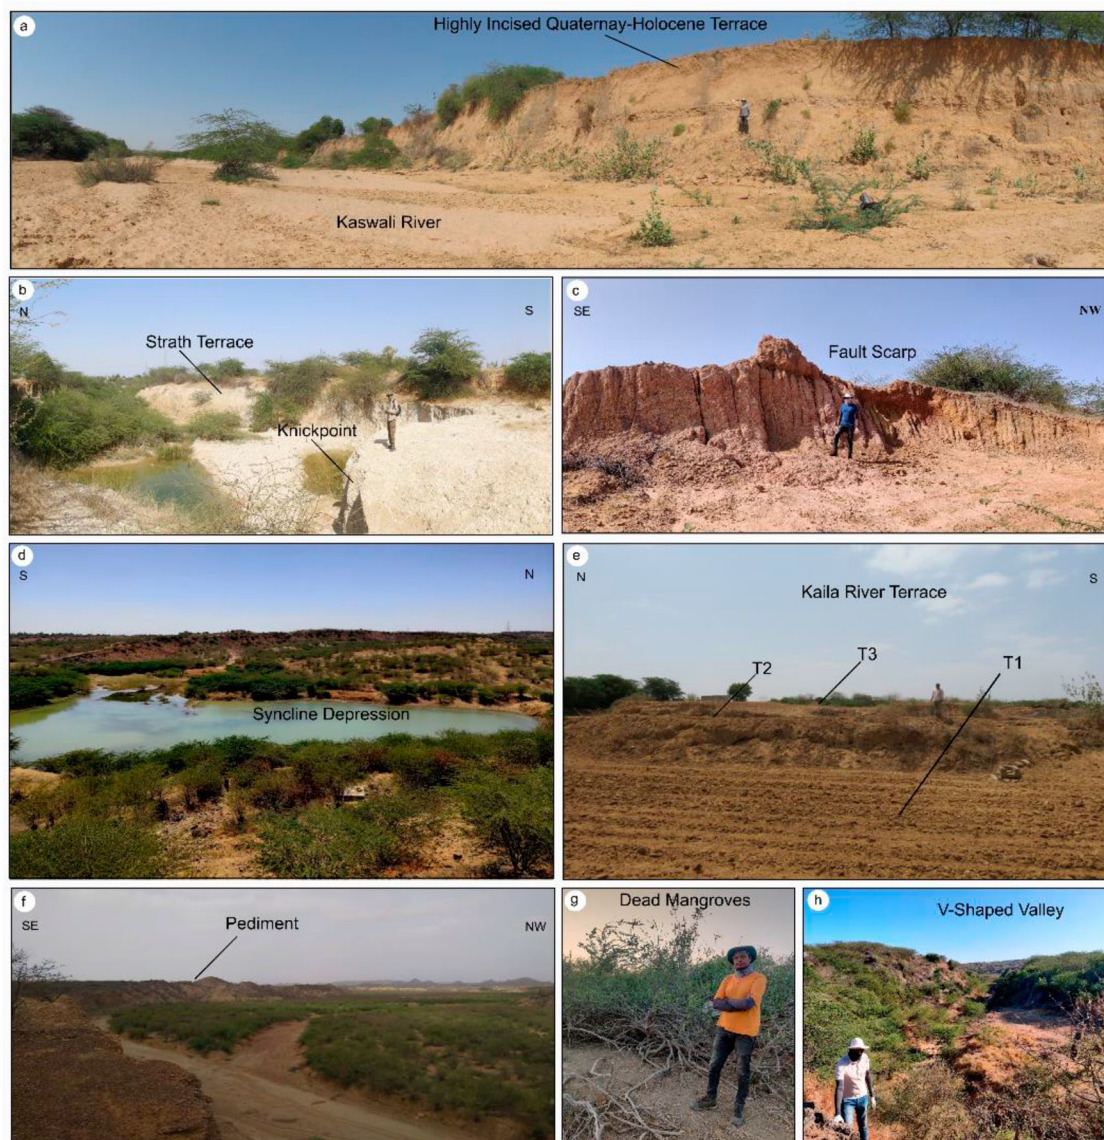 a
Highly Incised Quaternay-Holocene Terrace
Kaswali River
b
N
S
Strath Terrace
Knickpoint
c
SE
NW
Fault Scarp
d
S
N
Syncline Depression
e
N
S
Kaila River Terrace
T2
T3
T1
f
SE
NW
Pediment
g
Dead Mangroves
h
V-Shaped Valley